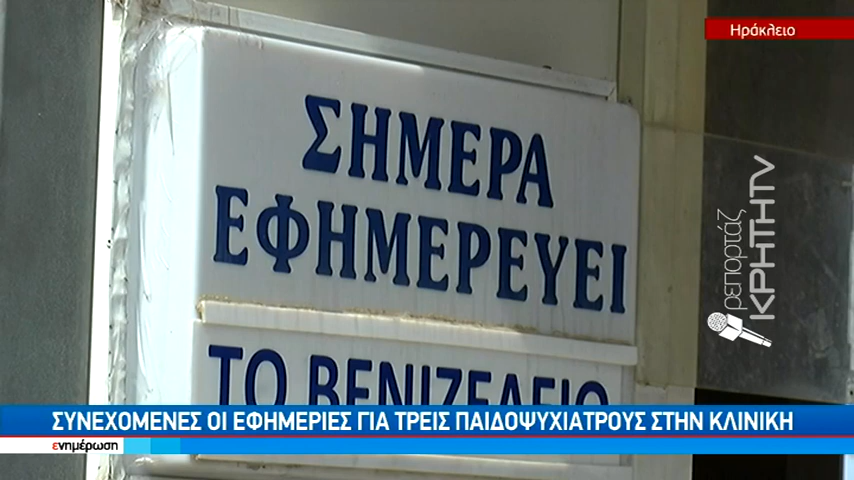 Ηράκλειο
ΣΗΜΕΡΑ
ΕΦΗΜΕΡΕΥΕΙ
ρεπορτάζ
ΚΡΗΤΗTV
ΤΟ ΒΕΝΙΖΕΛΕΙΟ
ΣΥΝΕΧΟΜΕΝΕΣ ΟΙ ΕΦΗΜΕΡΙΕΣ ΓΙΑ ΤΡΕΙΣ ΠΑΙΔΟΨΥΧΙΑΤΡΟΥΣ ΣΤΗΝ ΚΛΙΝΙΚΗ
ενημέρωση